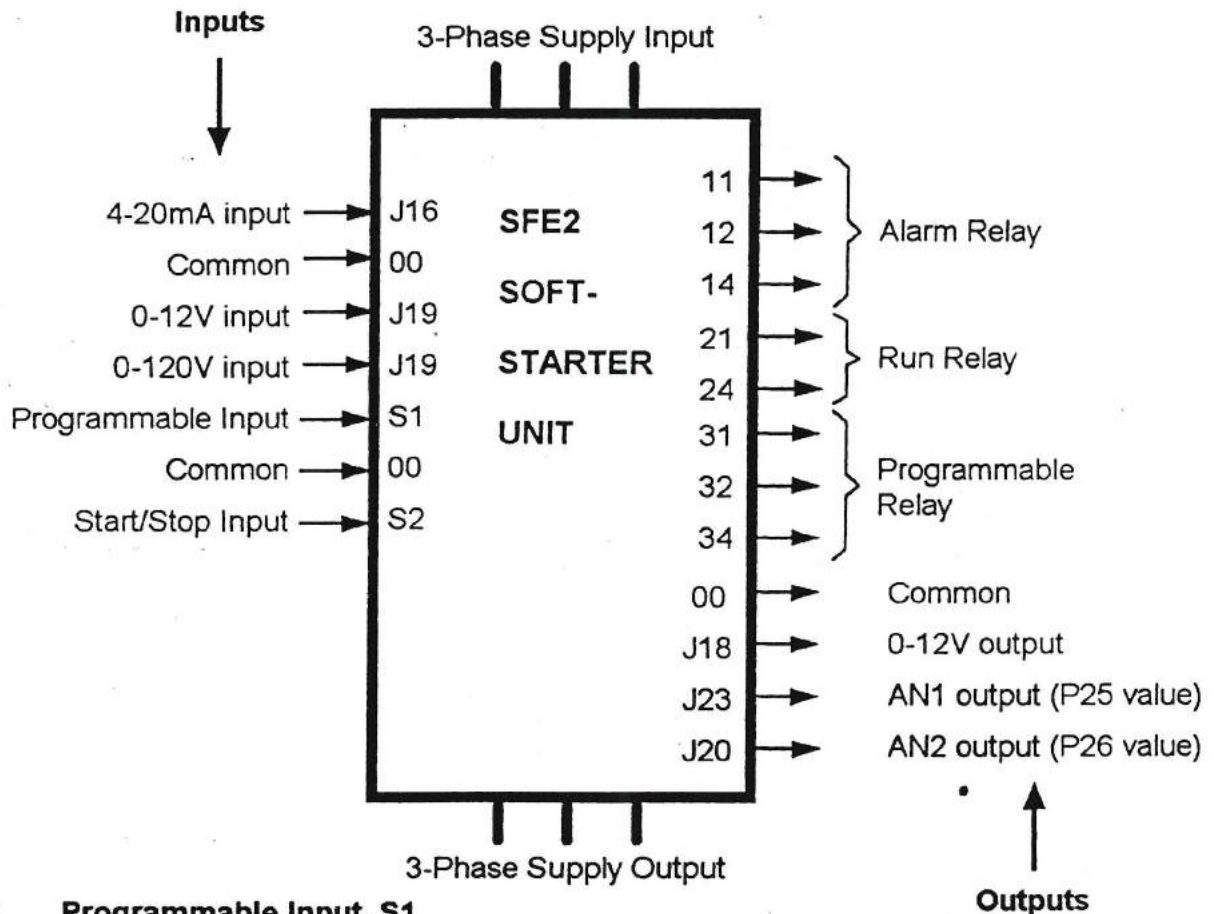 Inputs
3-Phase Supply Input
4-20mA input
Common
0-12V input
0-120V input
Programmable Input
Common
Start/Stop Input
J16
00
J19
J19
S1
00
S2
SFE2
SOFT-
STARTER
UNIT
11
12
14
21
24
31
32
34
00
J18
J23
J20
Alarm Relay
Run Relay
Programmable
Relay
Common
0-12V output
AN1 output (P25 value)
AN2 output (P26 value)
3-Phase Supply Output
Outputs
Programmable Input, S1